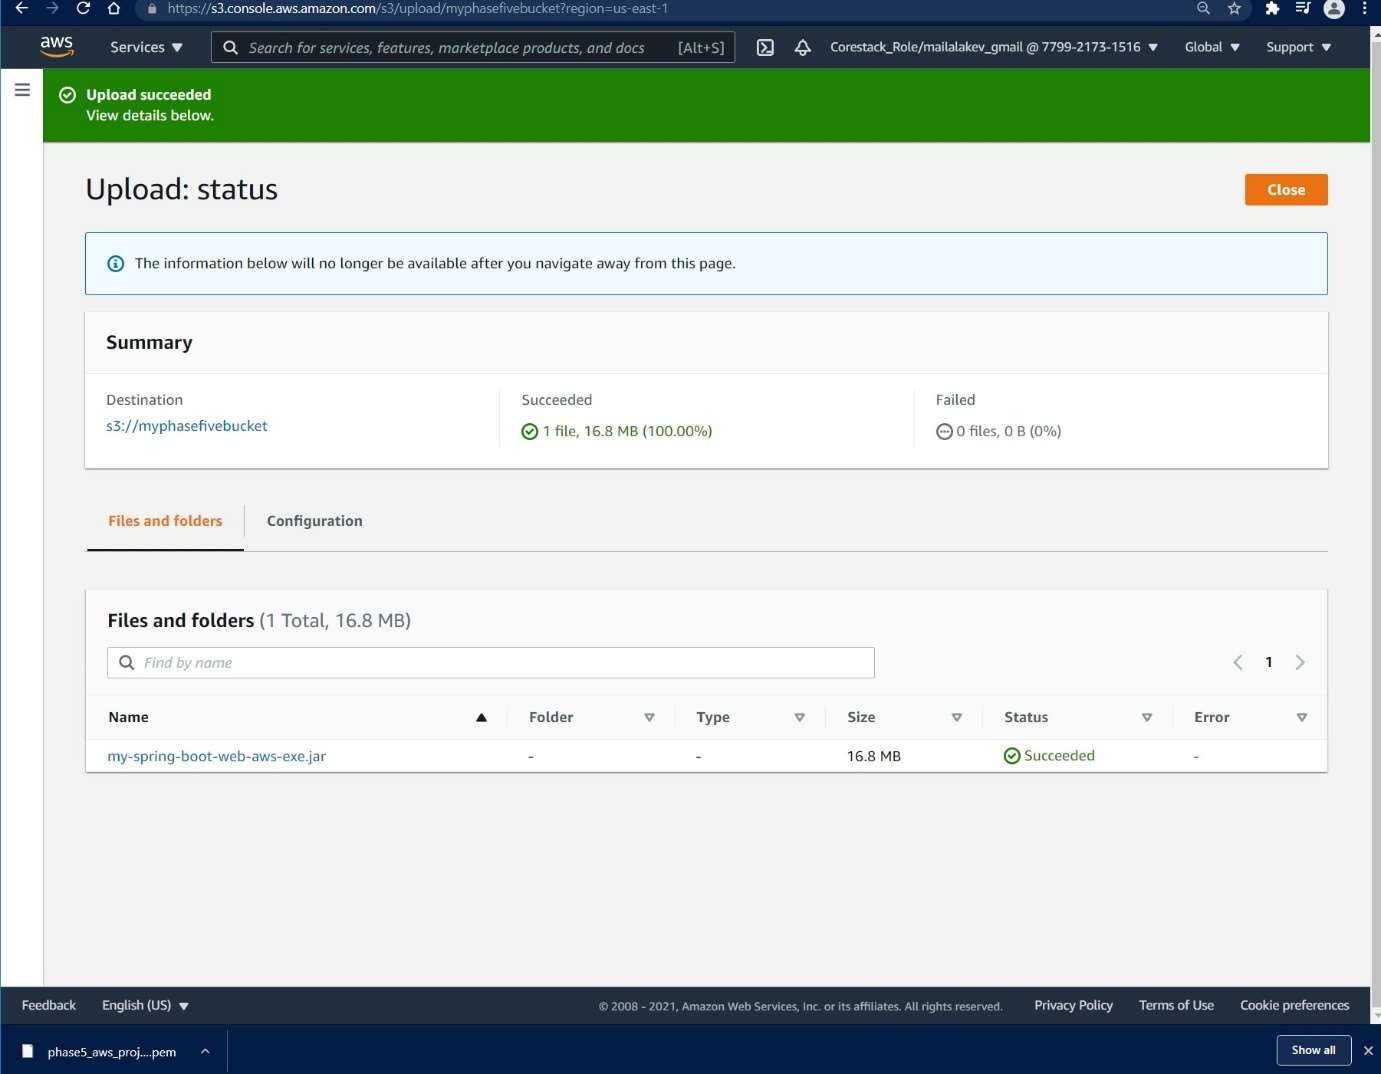 https://s3.console.aws.amazon.com/s3/upload/myphasefivebucket?region=us-east-1
aws Services ▼ Search for services, features, marketplace products, and docs [Alt+S] Corestack_Role/mailalakev_gmail @ 7799-2173-1516 ▼ Global ▼ Support ▼
Upload succeeded
View details below.
Upload: status Close
The information below will no longer be available after you navigate away from this page.
Summary
Destination Succeeded Failed
s3://myphasefivebucket 1 file, 16.8 MB (100.00%) 0 files, 0 B (0%)
Files and folders Configuration
Files and folders (1 Total, 16.8 MB)
Find by name 1
Name Folder Type Size Status Error
my-spring-boot-web-aws-exe.jar - - 16.8 MB Succeeded -
Feedback English (US) ▼ © 2008 - 2021, Amazon Web Services, Inc. or its affiliates. All rights reserved. Privacy Policy Terms of Use Cookie preferences
phase5_aws_proj....pem Show all